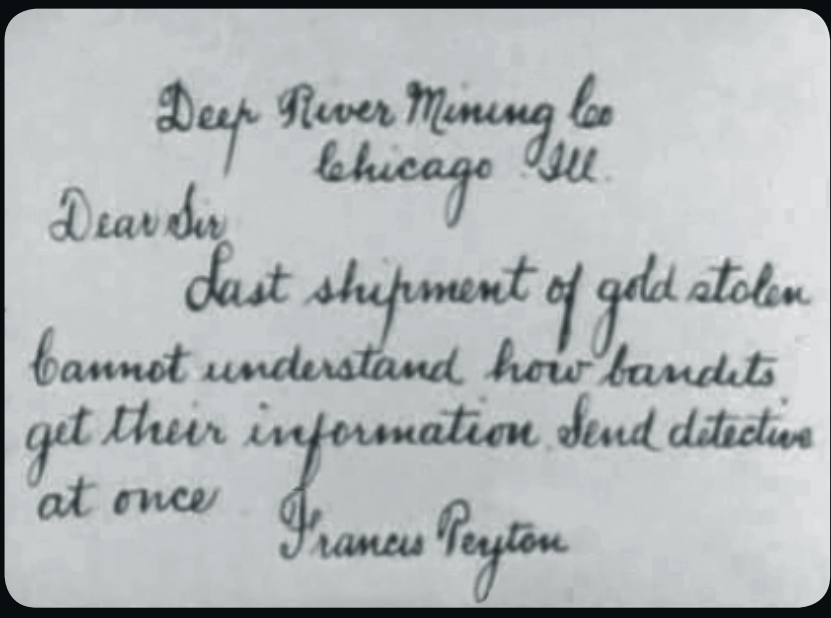 Deep River Mining Co
Chicago Ill.
Dear Sir
Last shipment of gold stolen
Cannot understand how bandits
get their information. Send detective
at once
Francis Peyton